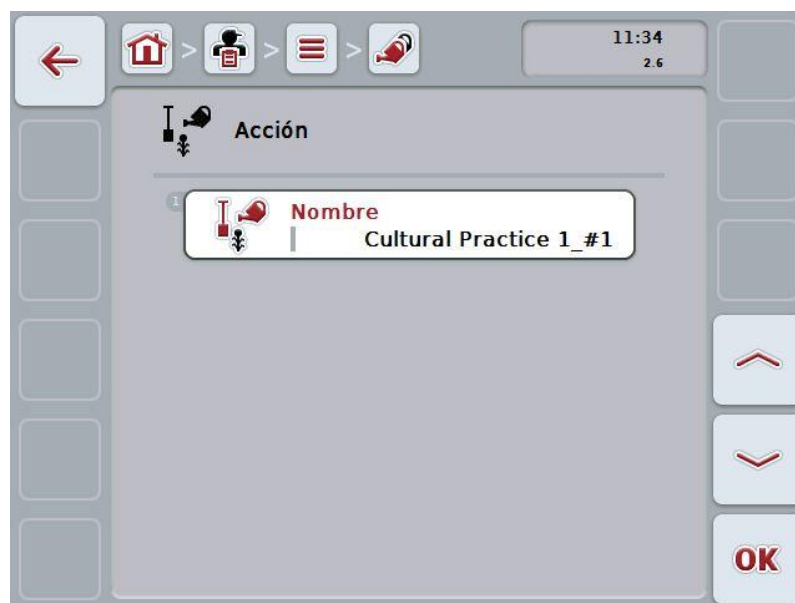 > > >
11:34
2.6
Acción
1
Nombre
Cultural Practice 1_#1
OK